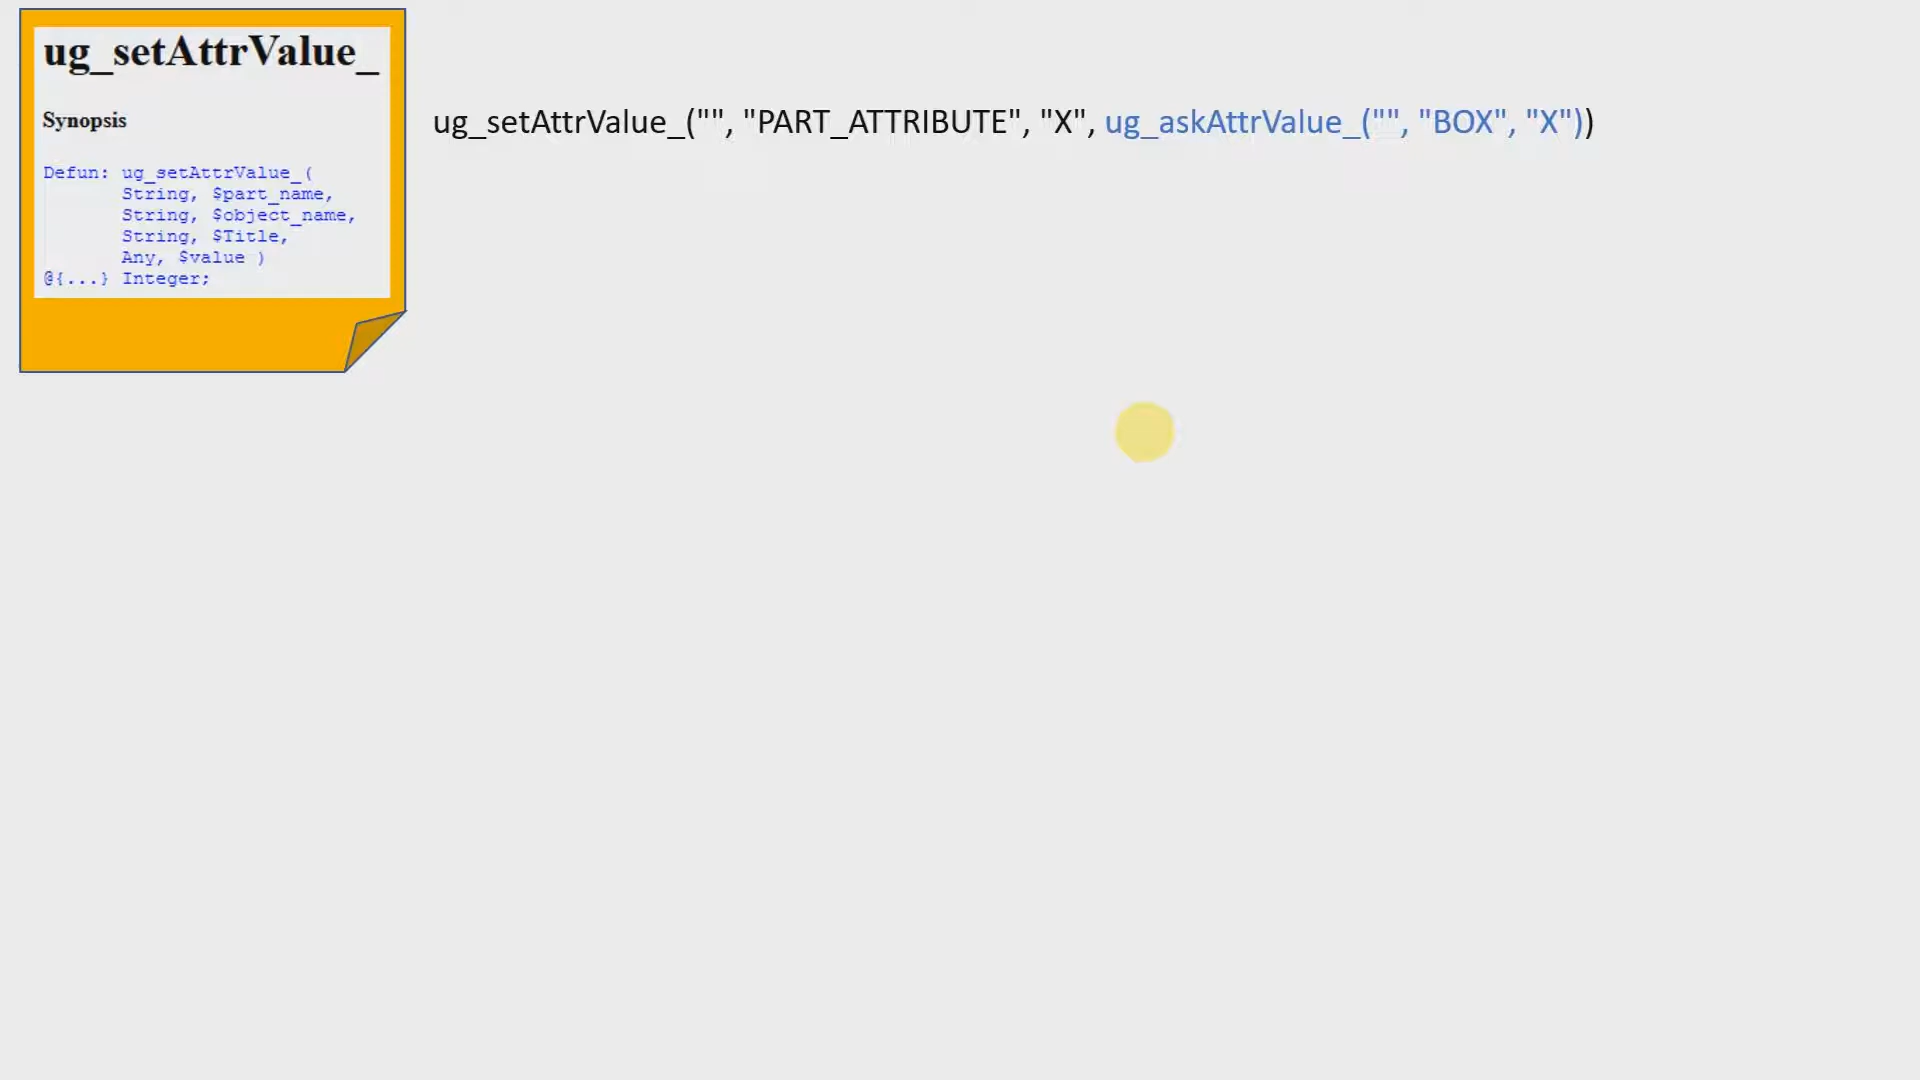 ug_setAttrValue_
Synopsis
Defun: ug_setAttrValue_(
String, $part_name,
String, $object_name,
String, $Title,
Any, $value )
@{...} Integer;
ug_setAttrValue_("", "PART_ATTRIBUTE", "X", ug_askAttrValue_("", "BOX", "X"))